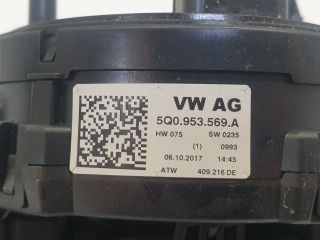 VW AG
5Q0.953.569.A
HW 075 SW 0235
(1) 0993
06.10.2017 14:45
ATW 409.216 DE